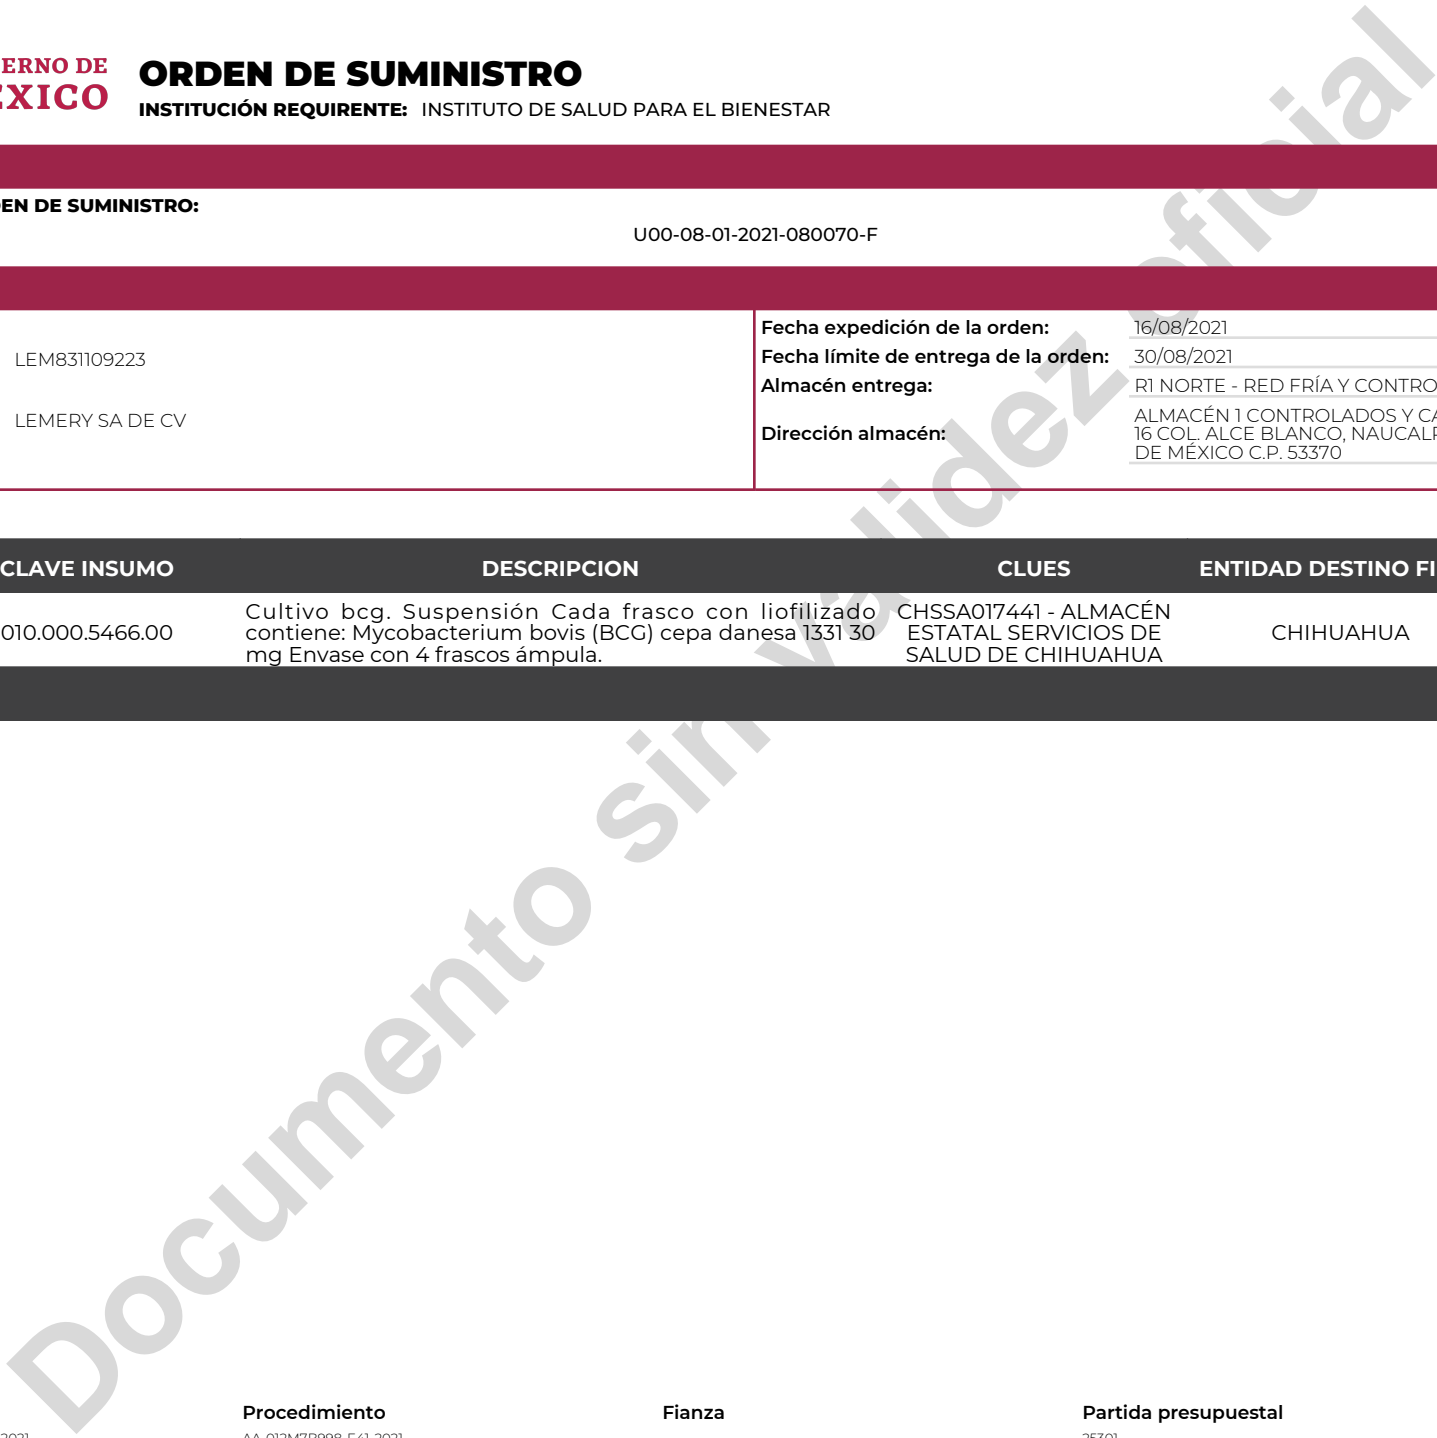 ORDEN DE SUMINISTRO
INSTITUCIÓN REQUIRENTE: INSTITUTO DE SALUD PARA EL BIENESTAR
ERNO DE
EXICO
EN DE SUMINISTRO:
U00-08-01-2021-080070-F
LEM831109223
LEMERY SA DE CV
Fecha expedición de la orden: 16/08/2021
Fecha límite de entrega de la orden: 30/08/2021
Almacén entrega: R1 NORTE - RED FRÍA Y CONTRO
Dirección almacén:
ALMACÉN 1 CONTROLADOS Y CA
16 COL. ALCE BLANCO, NAUCALP
DE MÉXICO C.P. 53370
CLAVE INSUMO DESCRIPCION CLUES ENTIDAD DESTINO FI
010.000.5466.00
Cultivo bcg. Suspensión Cada frasco con liofilizado
contiene: Mycobacterium bovis (BCG) cepa danesa 1331 30
mg Envase con 4 frascos ámpula.
CHSSA017441 - ALMACÉN
ESTATAL SERVICIOS DE
SALUD DE CHIHUAHUA
CHIHUAHUA
Documento sin validez oficial
Procedimiento Fianza Partida presupuestal